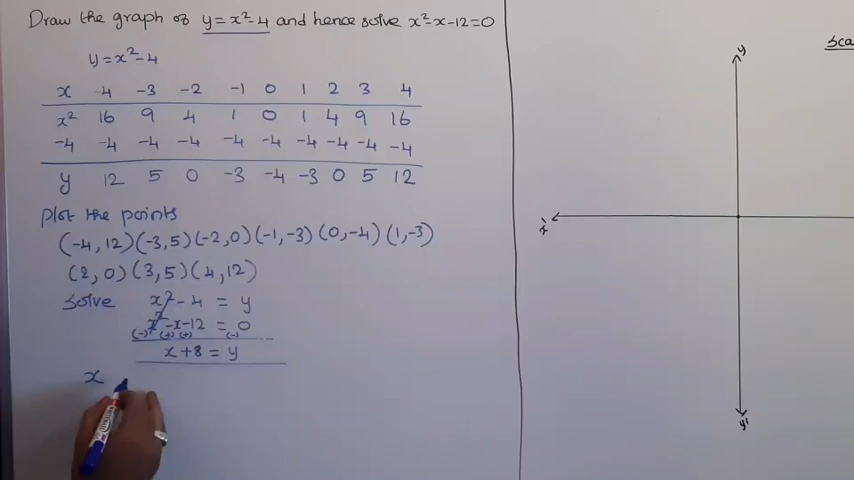 Draw the graph of y = x² - 4 and hence solve x² - x - 12 = 0
y = x² - 4
x -4 -3 -2 -1 0 1 2 3 4
x² 16 9 4 1 0 1 4 9 16
-4 -4 -4 -4 -4 -4 -4 -4 -4 -4
y 12 5 0 -3 -4 -3 0 5 12
plot the points
(-4, 12) (-3, 5) (-2, 0) (-1, -3) (0, -4) (1, -3)
(2, 0) (3, 5) (4, 12)
Solve x² - 4 = y
x² - x - 12 = 0
(-) (+) (+) (-)
x + 8 = y
x
Sca
y
x'
y'